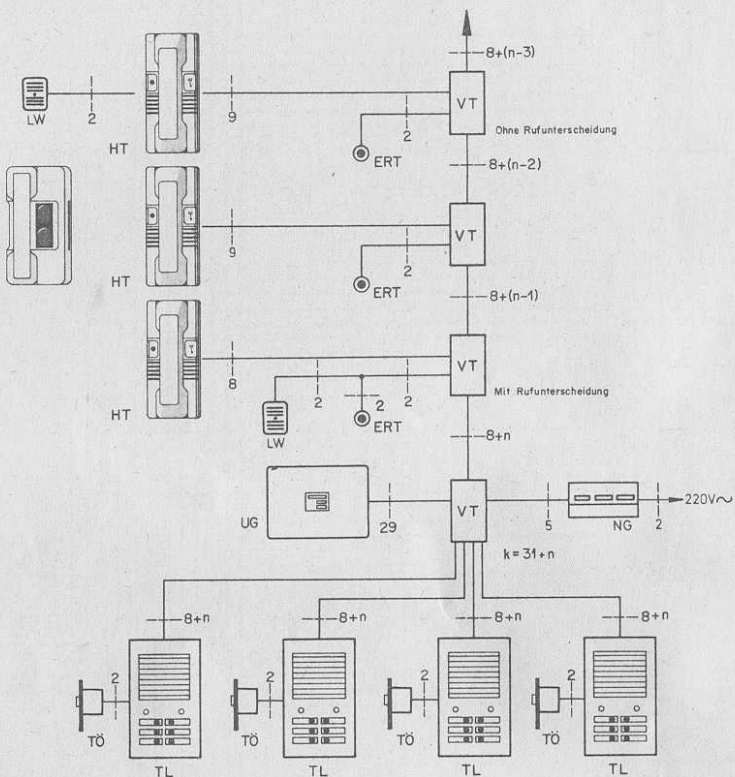 8+(n-3)
LW
2
HT
9
2
ERT
VT
Ohne Rufunterscheidung
8+(n-2)
HT
9
2
ERT
VT
8+(n-1)
HT
8
2
2
2
LW
ERT
VT
Mit Rufunterscheidung
8+n
UG
29
VT
5
NG
2
220V~
k=31+n
8+n
8+n
8+n
8+n
2
TÖ
TL
2
TÖ
TL
2
TÖ
TL
2
TÖ
TL